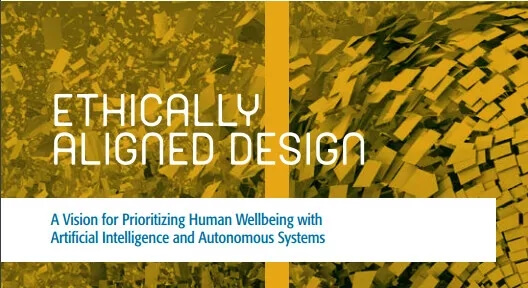 ETHICALLY
ALIGNED DESIGN
A Vision for Prioritizing Human Wellbeing with
Artificial Intelligence and Autonomous Systems